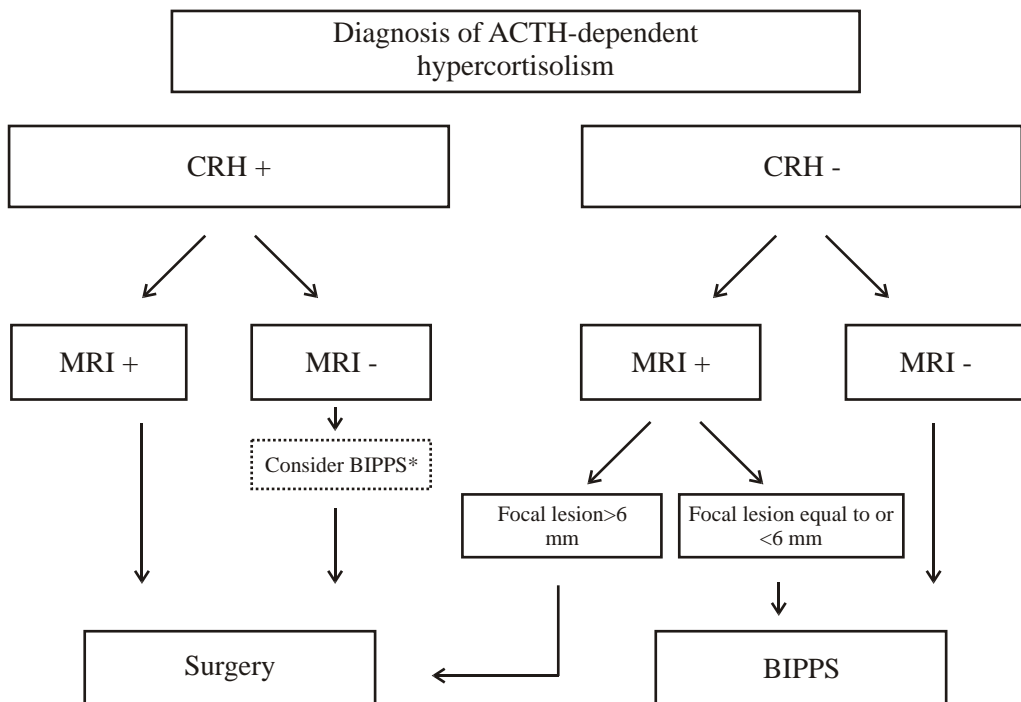 Diagnosis of ACTH-dependent
hypercortisolism
CRH +
CRH -
MRI +
MRI -
MRI +
MRI -
Consider BIPPS*
Focal lesion>6
mm
Focal lesion equal to or
<6 mm
Surgery
BIPPS